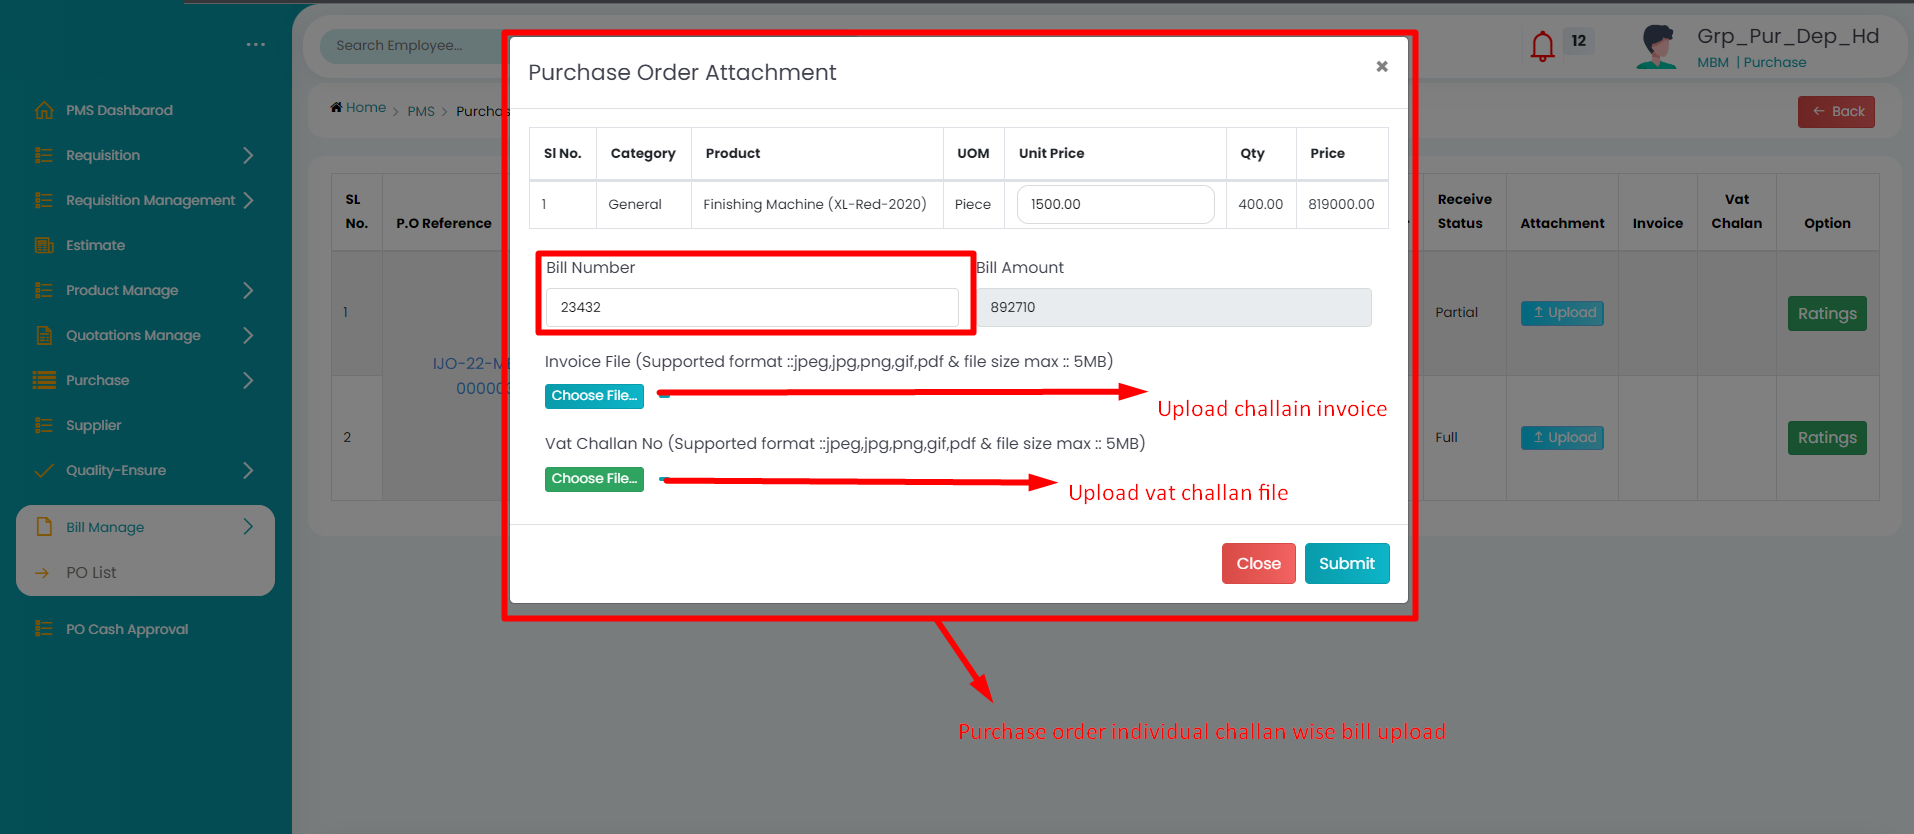 ...
Search Employee...
12
Grp_Pur_Dep_Hd
MBM | Purchase
PMS Dashbarod
Requisition
Requisition Management
Estimate
Product Manage
Quotations Manage
Purchase
Supplier
Quality-Ensure
Bill Manage
PO List
PO Cash Approval
Home > PMS >
← Back
SL No. P.O Reference
1
IJO-22-M
2
Receive Status Attachment Invoice Vat Chalan Option
Partial Upload Ratings
Full Upload Ratings
Purchase Order Attachment
×
Sl No. Category Product UOM Unit Price Qty Price
1 General Finishing Machine (XL-Red-2020) Piece 1500.00 400.00 819000.00
Bill Number Bill Amount
23432 892710
Invoice File (Supported format ::jpeg,jpg,png,gif,pdf & file size max :: 5MB)
Choose File...
Upload challain invoice
Vat Challan No (Supported format ::jpeg,jpg,png,gif,pdf & file size max :: 5MB)
Choose File...
Upload vat challan file
Close Submit
Purchase order individual challan wise bill upload